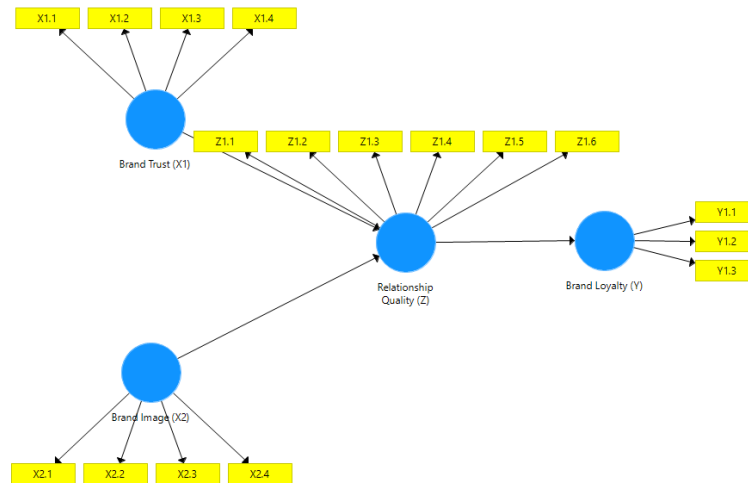 X1.1
X1.2
X1.3
X1.4
Brand Trust (X1)
Z1.1
Z1.2
Z1.3
Z1.4
Z1.5
Z1.6
Relationship
Quality (Z)
Y1.1
Y1.2
Y1.3
Brand Loyalty (Y)
Brand Image (X2)
X2.1
X2.2
X2.3
X2.4